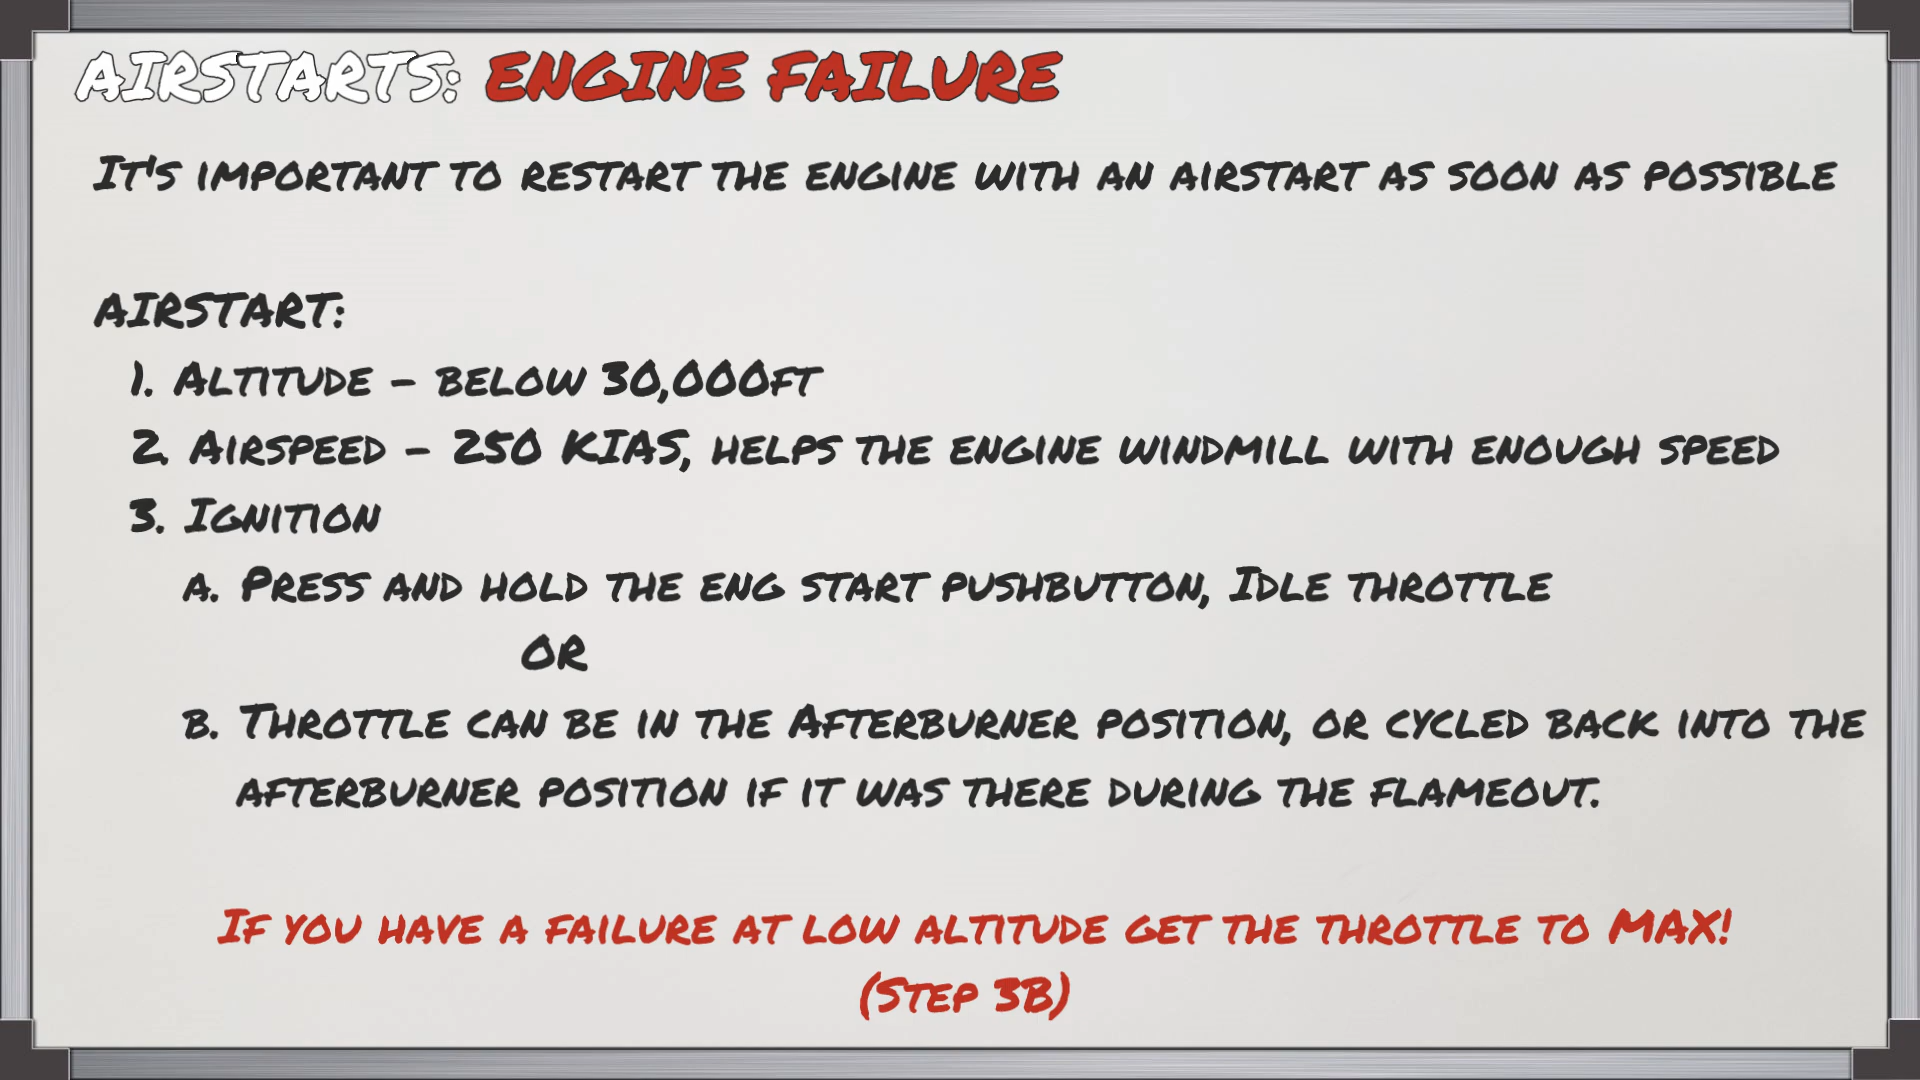 AIRSTARTS: ENGINE FAILURE
It's important to restart the engine with an airstart as soon as possible
AIRSTART:
1. Altitude – below 30,000ft
2. Airspeed – 250 KIAS, helps the engine windmill with enough speed
3. Ignition
a. Press and hold the eng start pushbutton, Idle throttle
OR
b. Throttle can be in the Afterburner position, or cycled back into the
afterburner position if it was there during the flameout.
If you have a failure at low altitude get the throttle to MAX!
(Step 3B)